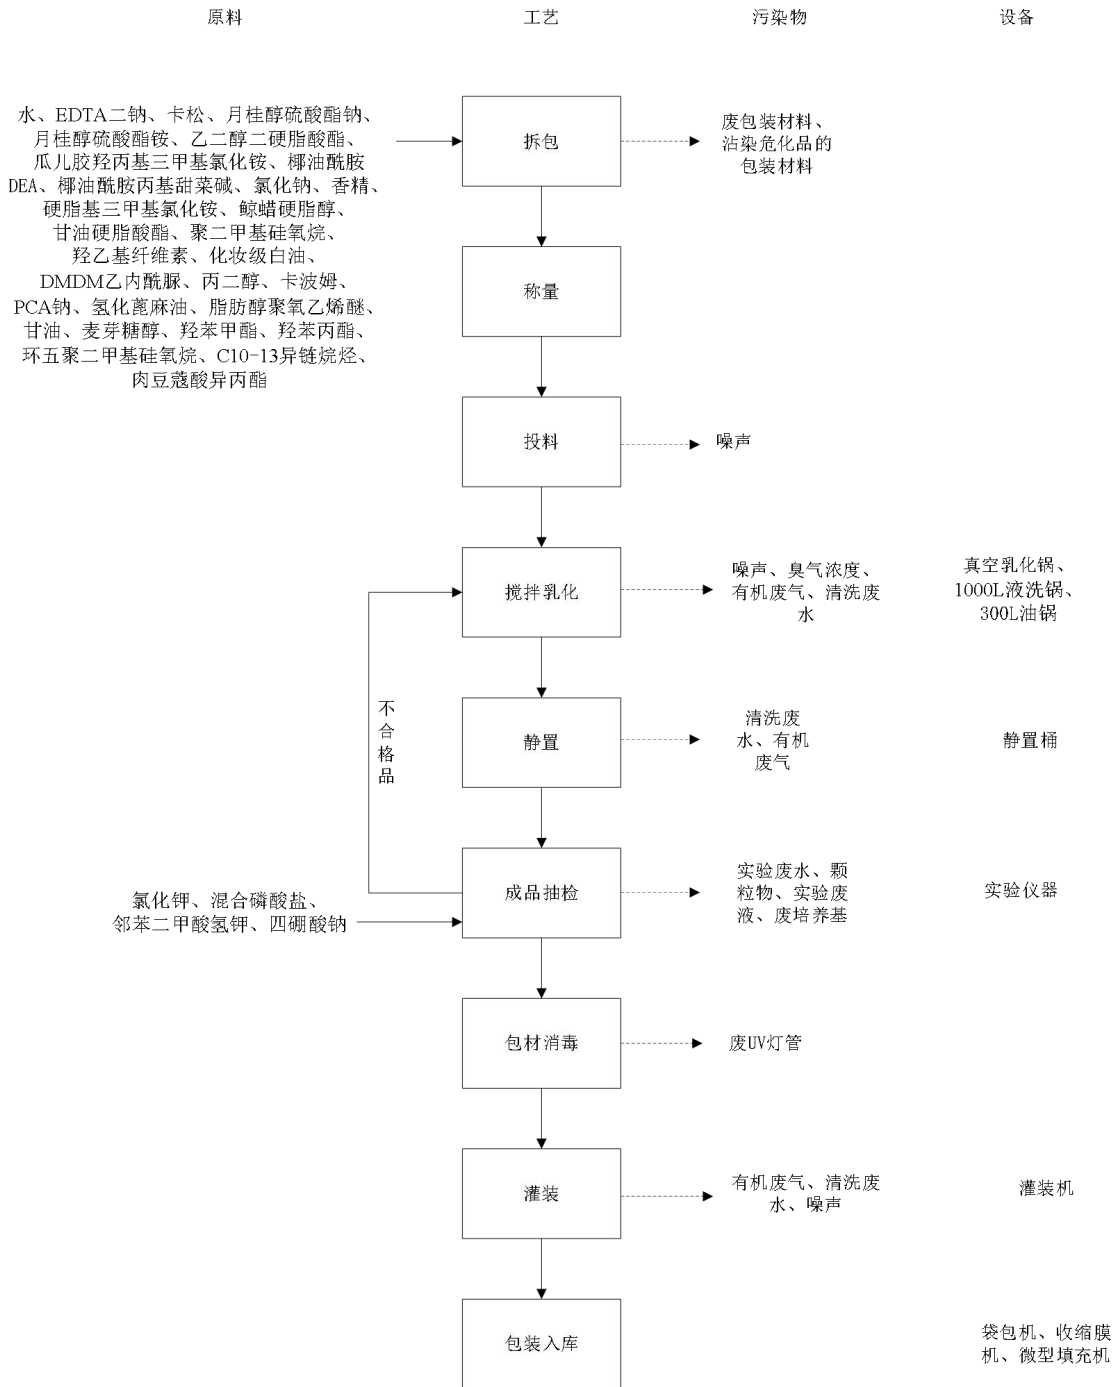 原料
工艺
污染物
设备
水、EDTA二钠、卡松、月桂醇硫酸酯钠、
月桂醇硫酸酯铵、乙二醇二硬脂酸酯、
瓜儿胶羟丙基三甲基氯化铵、椰油酰胺
DEA、椰油酰胺丙基甜菜碱、氯化钠、香精、
硬脂基三甲基氯化铵、鲸蜡硬脂醇、
甘油硬脂酸酯、聚二甲基硅氧烷、
羟乙基纤维素、化妆级白油、
DMDM乙内酰脲、丙二醇、卡波姆、
PCA钠、氢化蓖麻油、脂肪醇聚氧乙烯醚、
甘油、麦芽糖醇、羟苯甲酯、羟苯丙酯、
环五聚二甲基硅氧烷、C10-13异链烷烃、
肉豆蔻酸异丙酯
拆包
废包装材料、
沾染危化品的
包装材料
称量
投料
噪声
搅拌乳化
噪声、臭气浓度、
有机废气、清洗废
水
真空乳化锅、
1000L液洗锅、
300L油锅
不
合
格
品
静置
清洗废
水、有机
废气
静置桶
氯化钾、混合磷酸盐、
邻苯二甲酸氢钾、四硼酸钠
成品抽检
实验废水、颗
粒物、实验废
液、废培养基
实验仪器
包材消毒
废UV灯管
灌装
有机废气、清洗废
水、噪声
灌装机
包装入库
袋包机、收缩膜
机、微型填充机